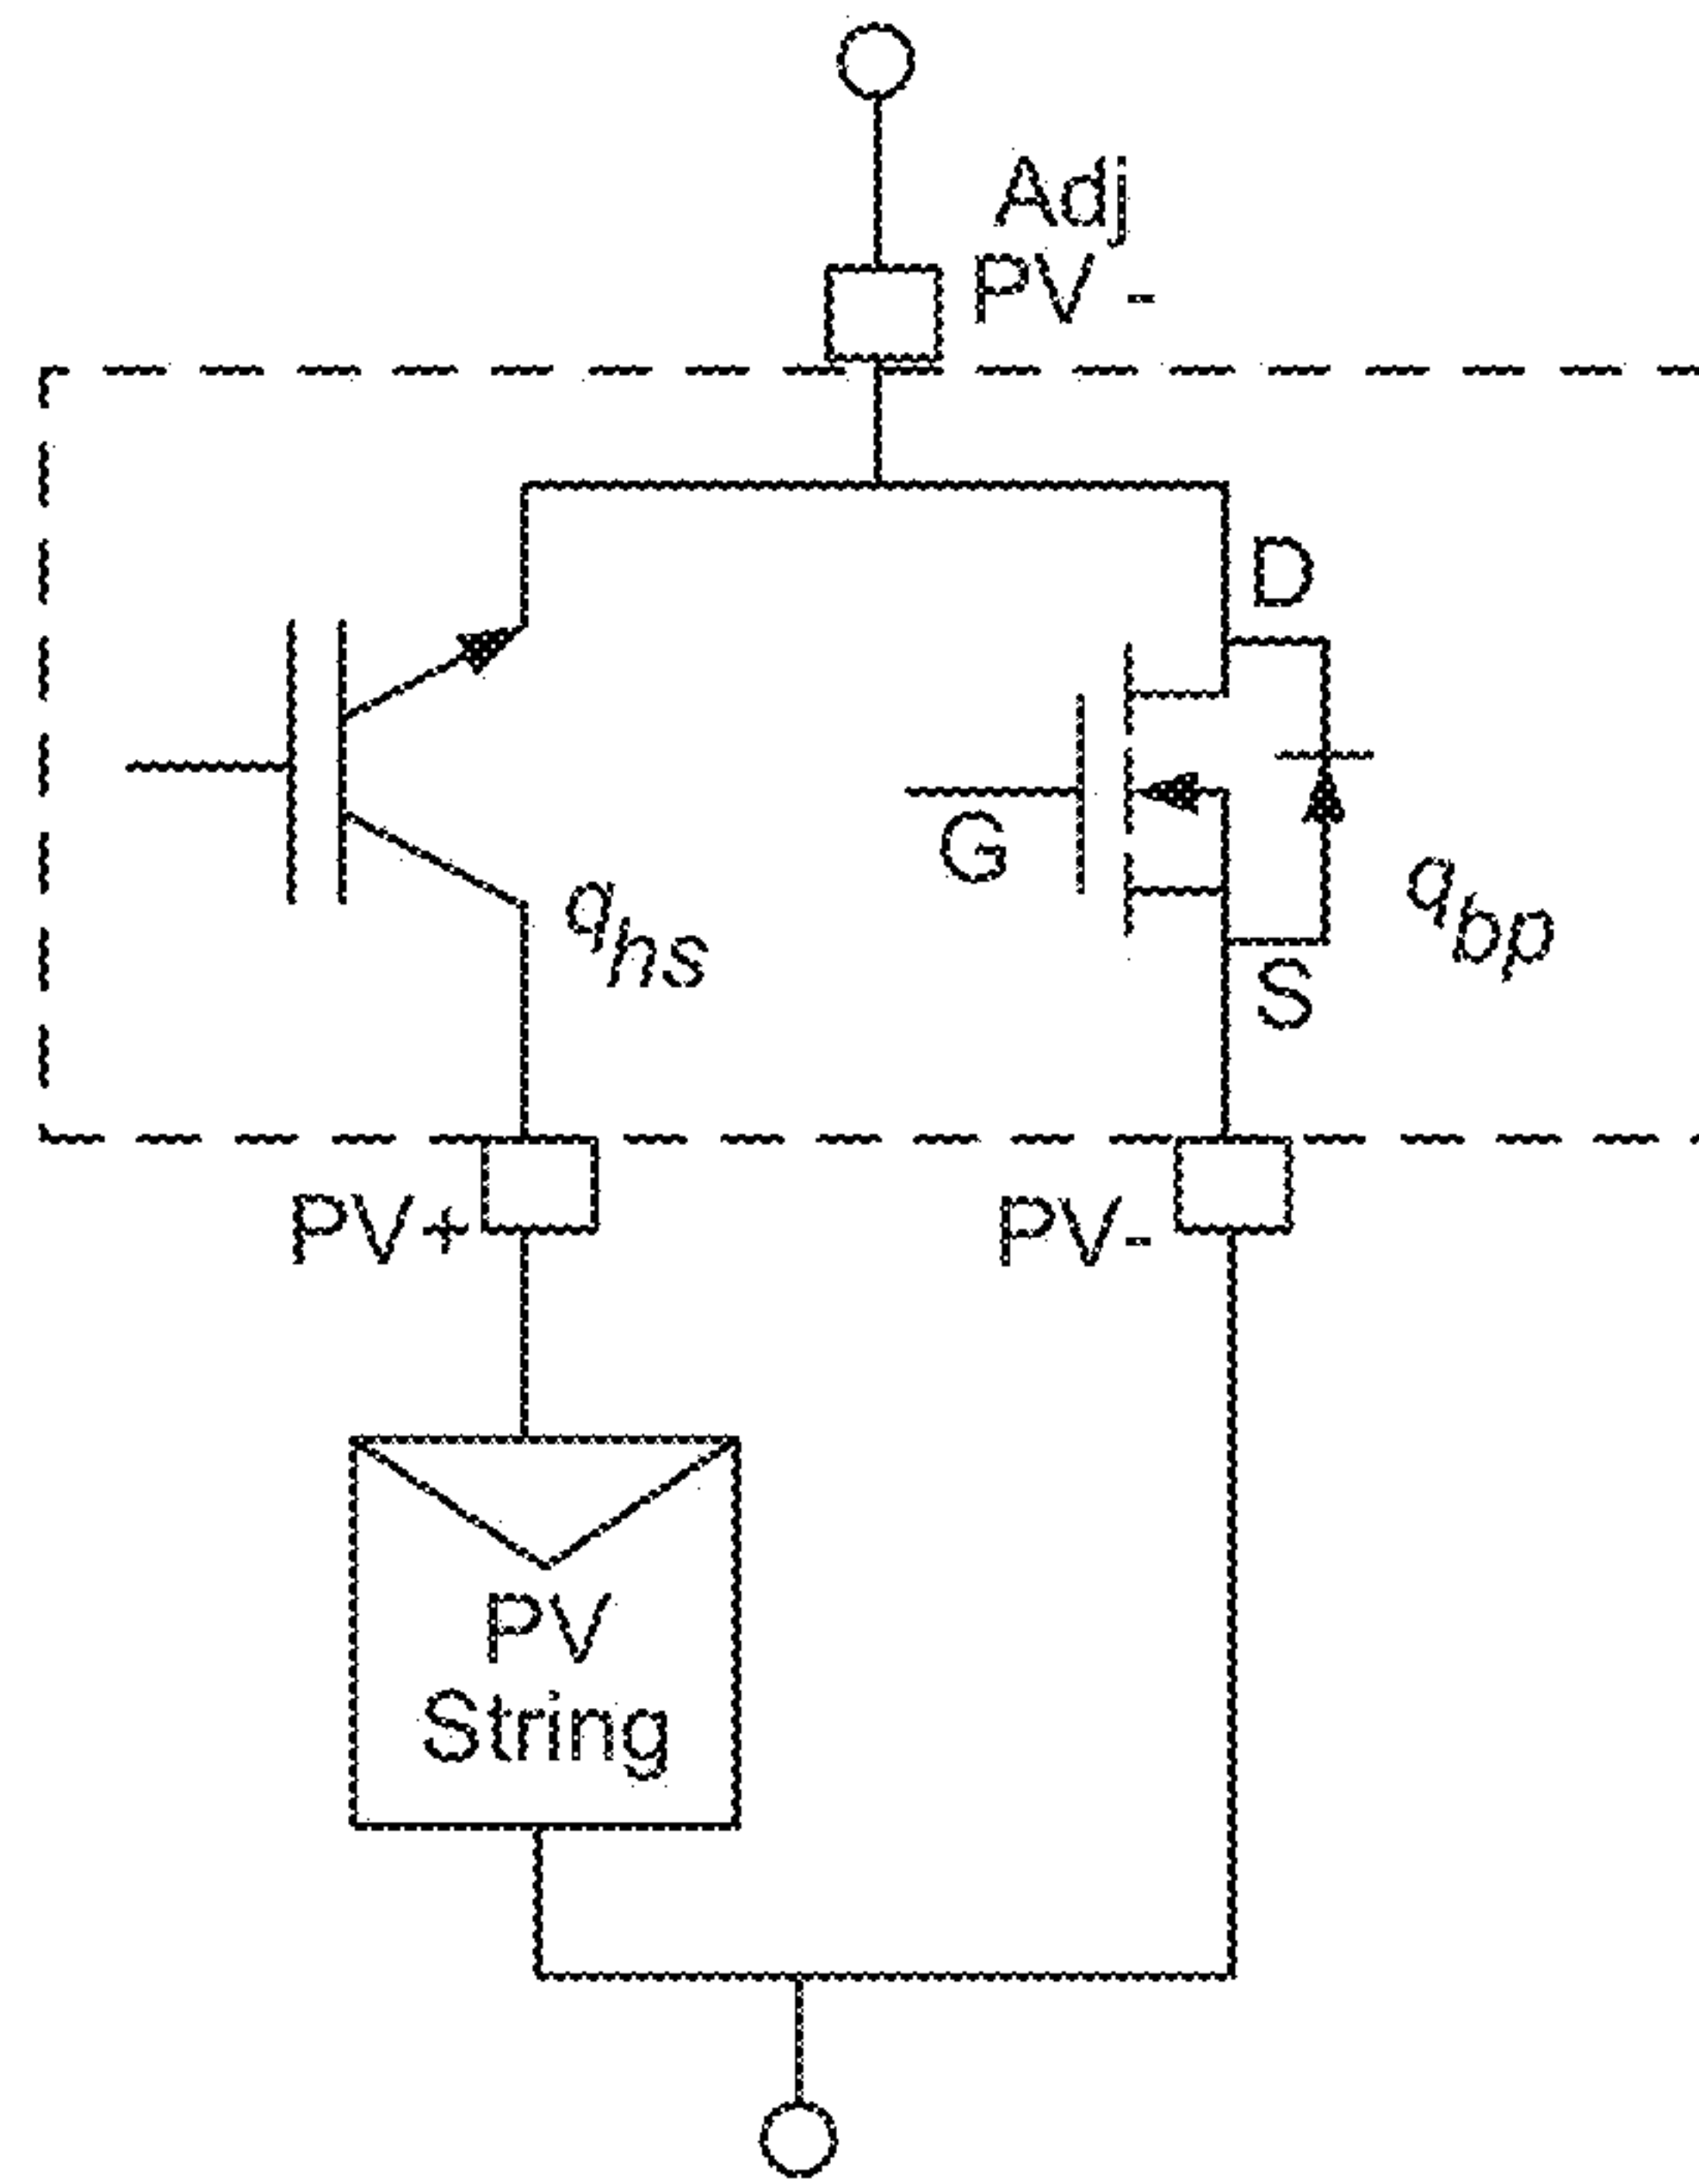 Adj
PV -
D
G
q_hs
q_bp
S
PV+
PV-
PV
String